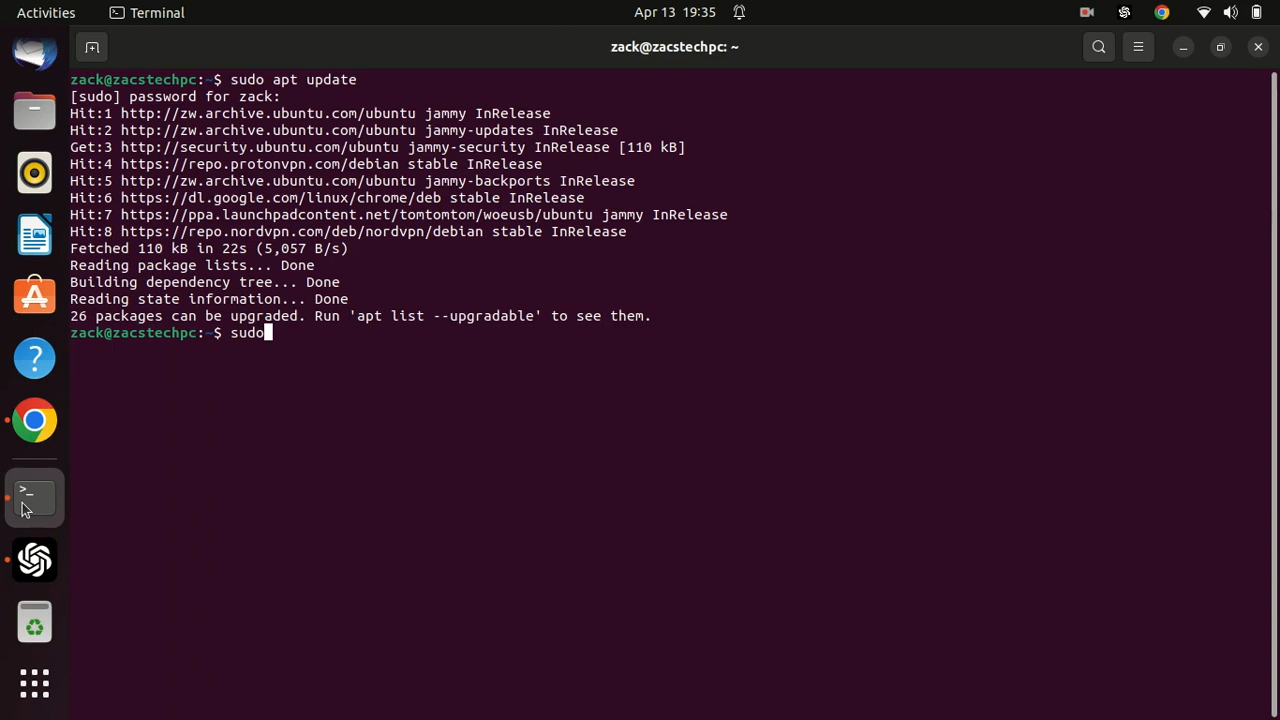 Activities Terminal Apr 13 19:35
zack@zacstechpc: ~
zack@zacstechpc:~$ sudo apt update
[sudo] password for zack:
Hit:1 http://zw.archive.ubuntu.com/ubuntu jammy InRelease
Hit:2 http://zw.archive.ubuntu.com/ubuntu jammy-updates InRelease
Get:3 http://security.ubuntu.com/ubuntu jammy-security InRelease [110 kB]
Hit:4 https://repo.protonvpn.com/debian stable InRelease
Hit:5 http://zw.archive.ubuntu.com/ubuntu jammy-backports InRelease
Hit:6 https://dl.google.com/linux/chrome/deb stable InRelease
Hit:7 https://ppa.launchpadcontent.net/tomtomtom/woeusb/ubuntu jammy InRelease
Hit:8 https://repo.nordvpn.com/deb/nordvpn/debian stable InRelease
Fetched 110 kB in 22s (5,057 B/s)
Reading package lists... Done
Building dependency tree... Done
Reading state information... Done
26 packages can be upgraded. Run 'apt list --upgradable' to see them.
zack@zacstechpc:~$ sudo